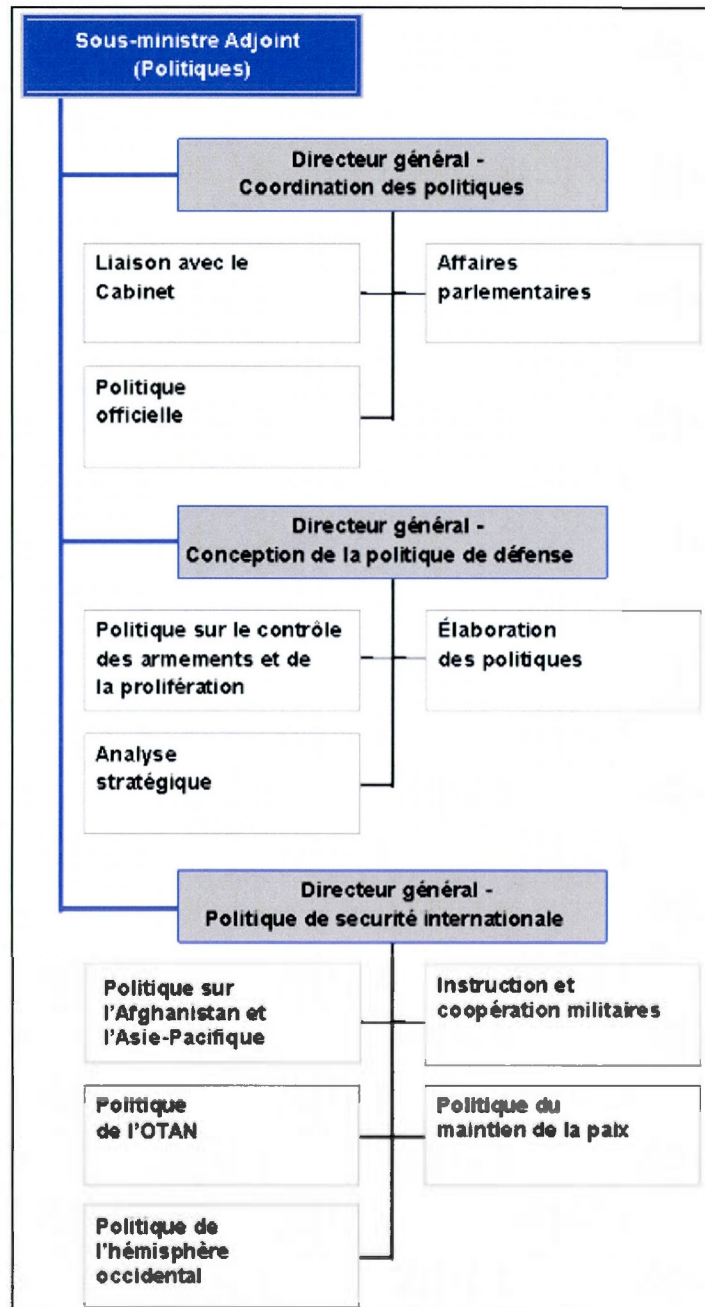 Sous-ministre Adjoint
(Politiques)
Directeur général -
Coordination des politiques
Liaison avec le
Cabinet
Affaires
parlementaires
Politique
officielle
Directeur général -
Conception de la politique de défense
Politique sur le contrôle
des armements et de
la prolifération
Élaboration
des politiques
Analyse
stratégique
Directeur général -
Politique de securité internationale
Politique sur
l'Afghanistan et
l'Asie-Pacifique
Instruction et
coopération militaires
Politique
de l'OTAN
Politique du
maintien de la paix
Politique de
l'hémisphère
occidental